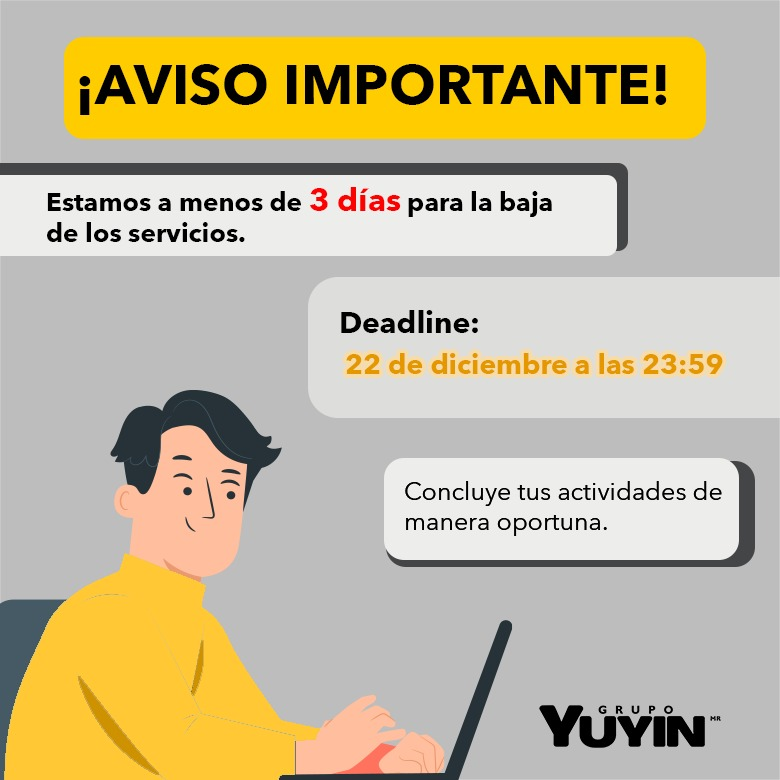 ¡AVISO IMPORTANTE!
Estamos a menos de 3 días para la baja
de los servicios.
Deadline:
22 de diciembre a las 23:59
Concluye tus actividades de
manera oportuna.
GRUPO
YUYIN MR